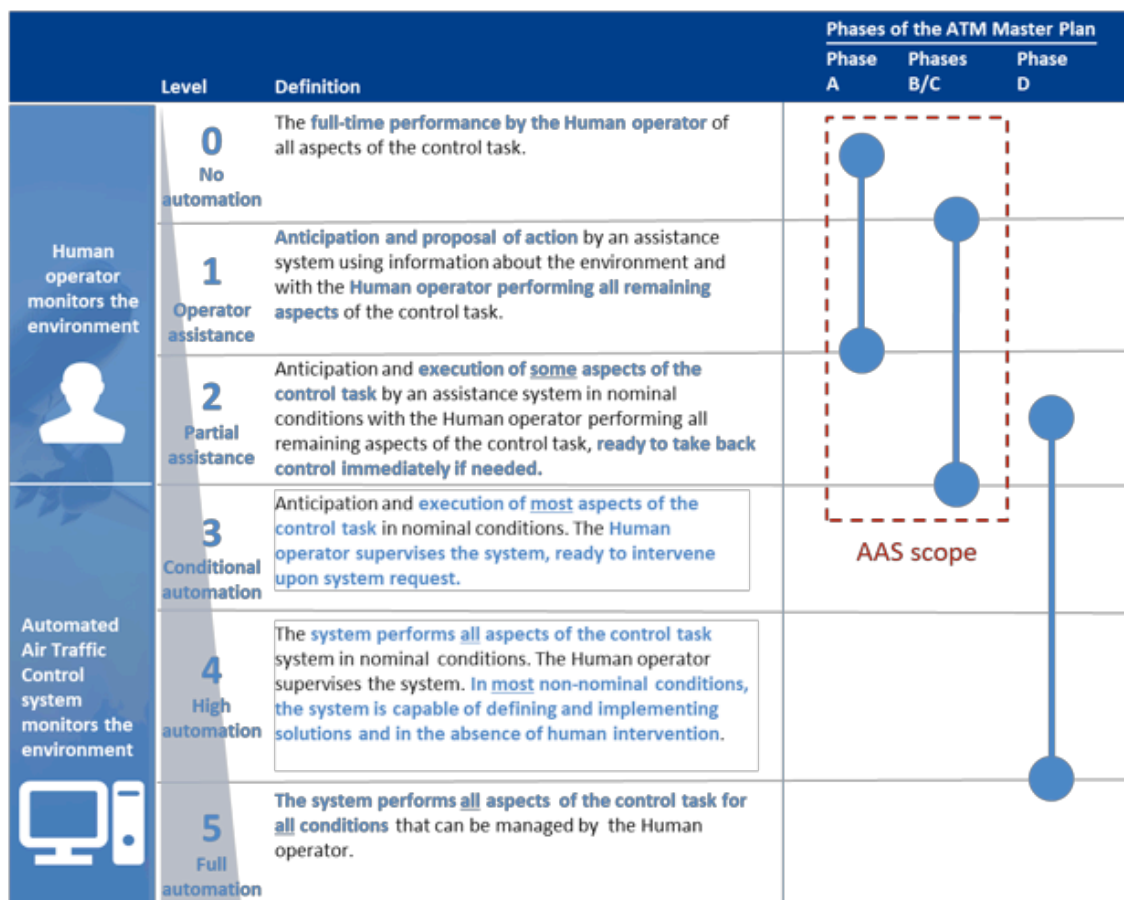 Phases of the ATM Master Plan
Level
Definition
Phase
A
Phases
B/C
Phase
D
Human
operator
monitors the
environment
0
No
automation
The full-time performance by the Human operator of
all aspects of the control task.
1
Operator
assistance
Anticipation and proposal of action by an assistance
system using information about the environment and
with the Human operator performing all remaining
aspects of the control task.
2
Partial
assistance
Anticipation and execution of some aspects of the
control task by an assistance system in nominal
conditions with the Human operator performing all
remaining aspects of the control task, ready to take back
control immediately if needed.
Automated
Air Traffic
Control
system
monitors the
environment
3
Conditional
automation
Anticipation and execution of most aspects of the
control task in nominal conditions. The Human
operator supervises the system, ready to intervene
upon system request.
AAS scope
4
High
automation
The system performs all aspects of the control task
system in nominal conditions. The Human operator
supervises the system. In most non-nominal conditions,
the system is capable of defining and implementing
solutions and in the absence of human intervention.
5
Full
automation
The system performs all aspects of the control task for
all conditions that can be managed by the Human
operator.